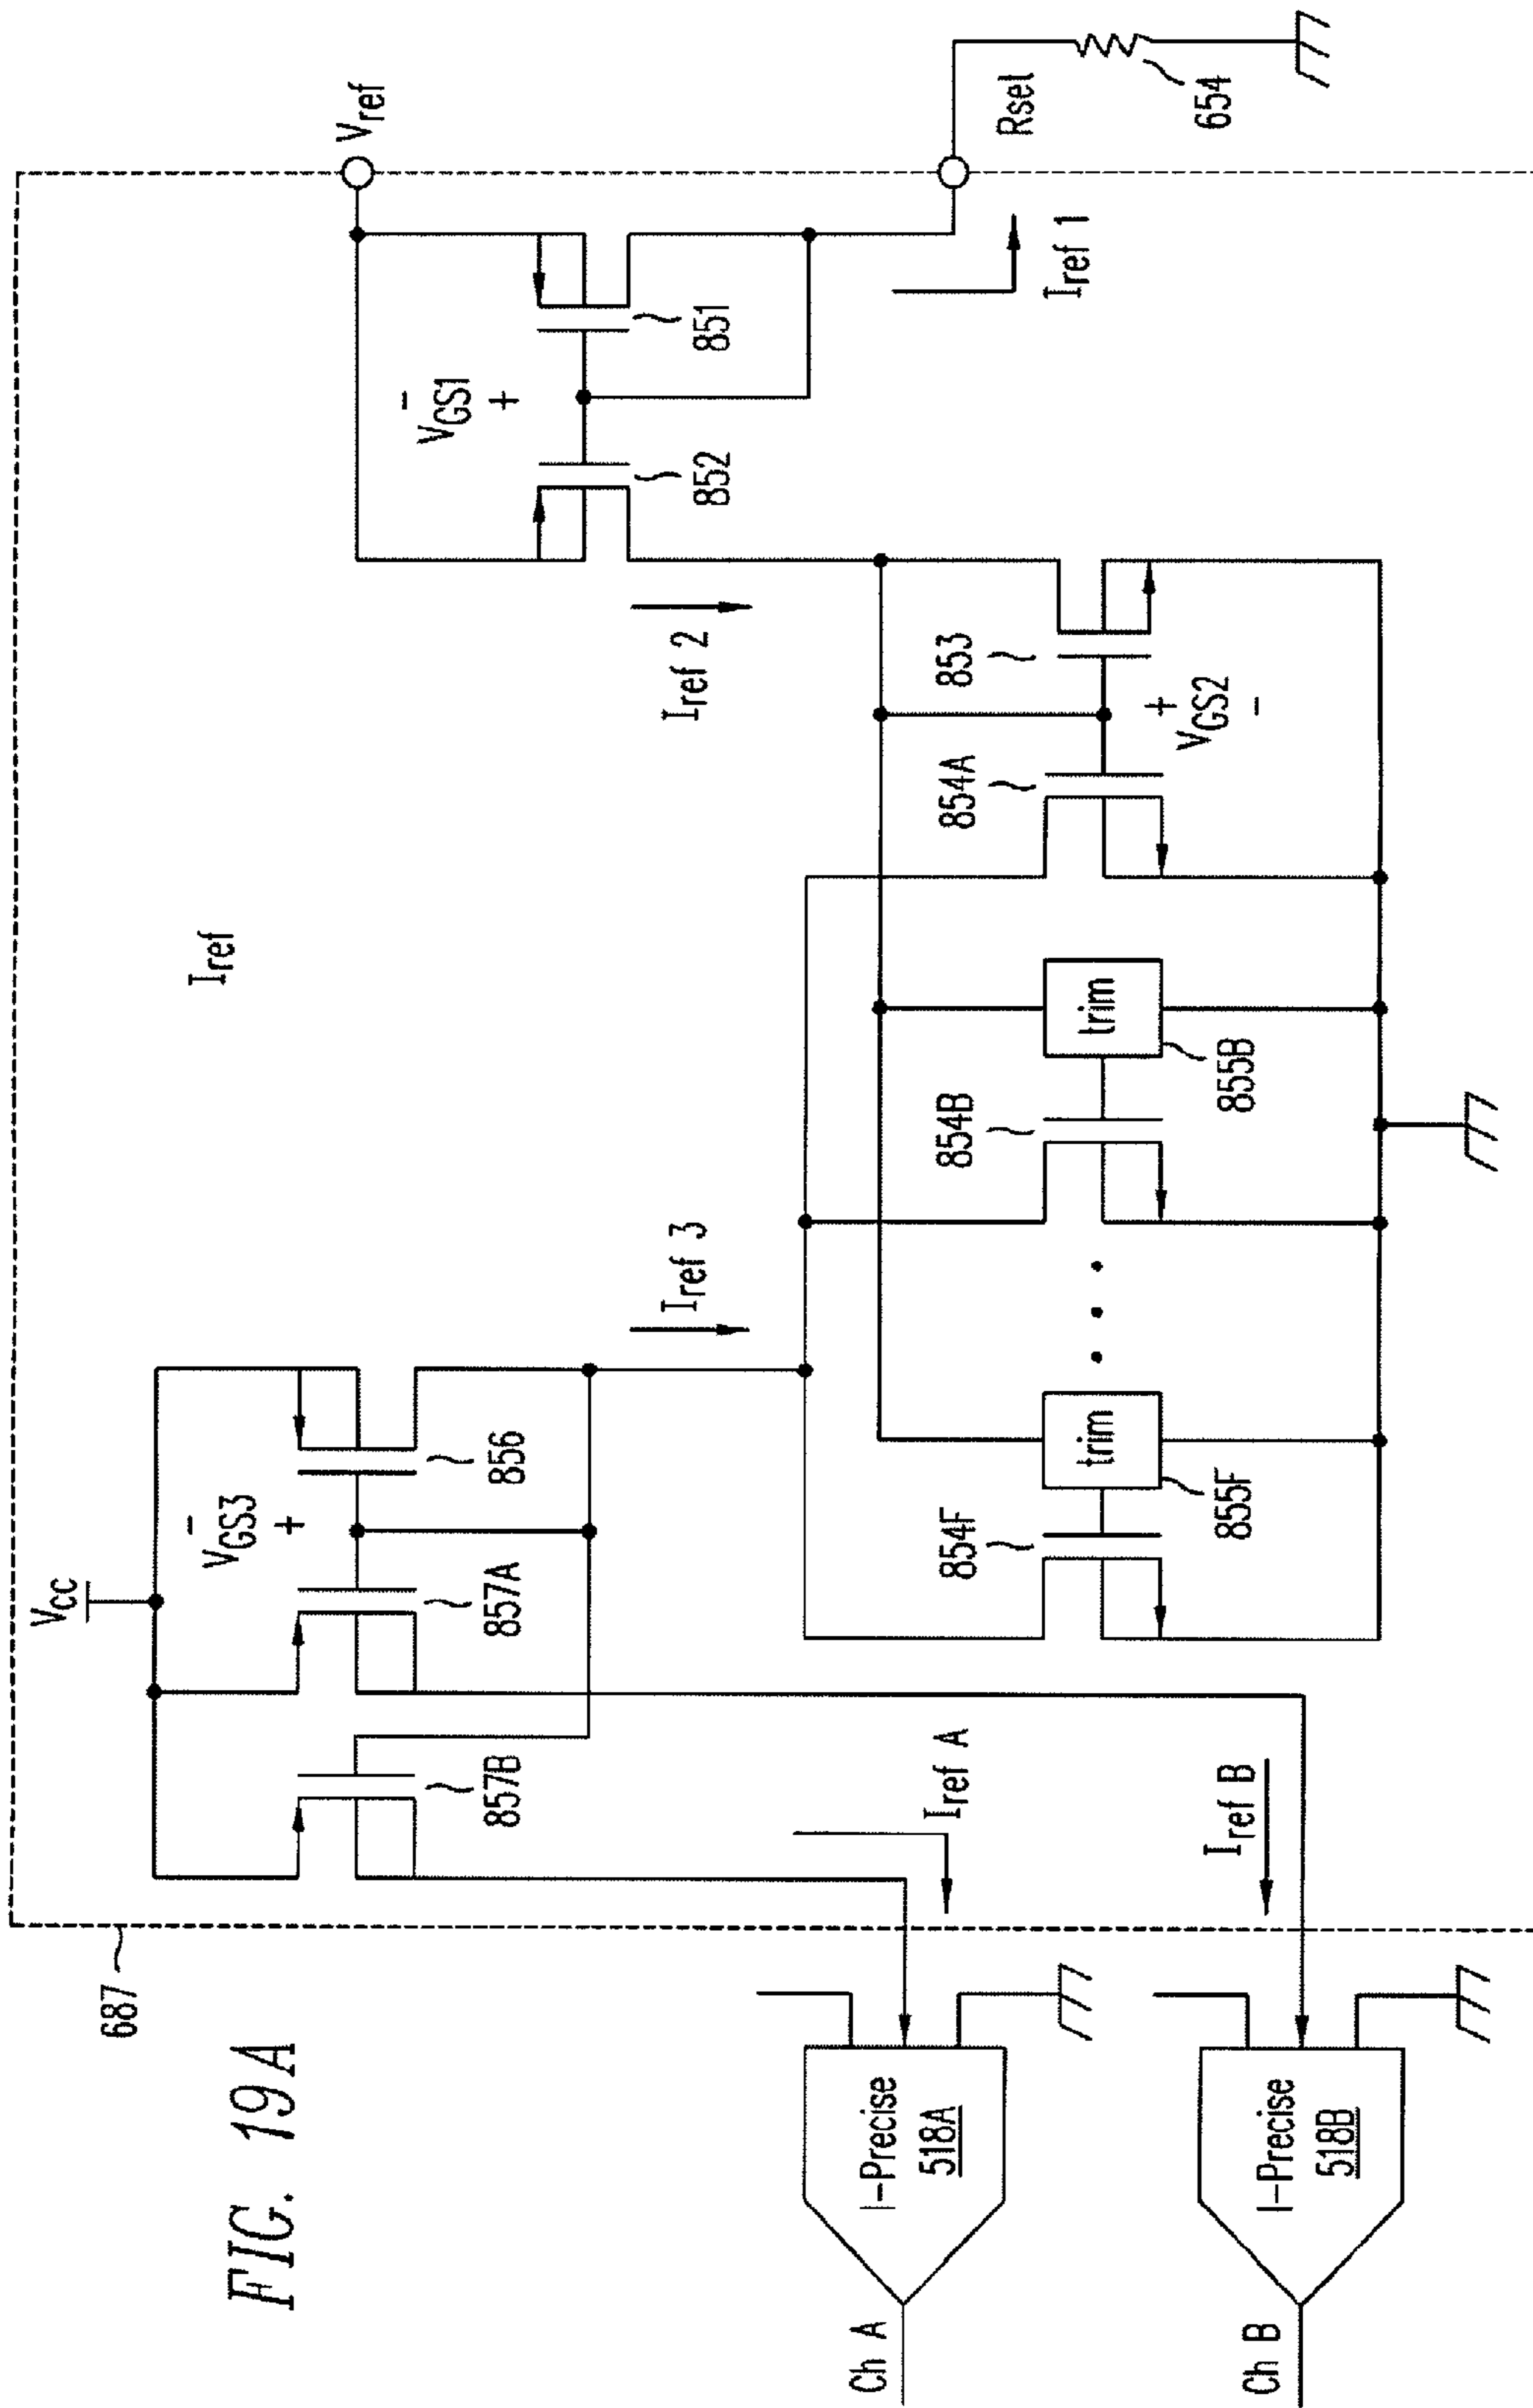 FIG. 19A
687
Iref
Vcc
VGS3
-
+
857B
857A
856
Iref 3
Iref A
Iref B
I-Precise
518A
Ch A
I-Precise
518B
Ch B
Vref
-
VGS1
+
852
851
Iref 2
Iref 1
Rset
654
854F
trim
855F
854B
trim
855B
854A
853
+
VGS2
-